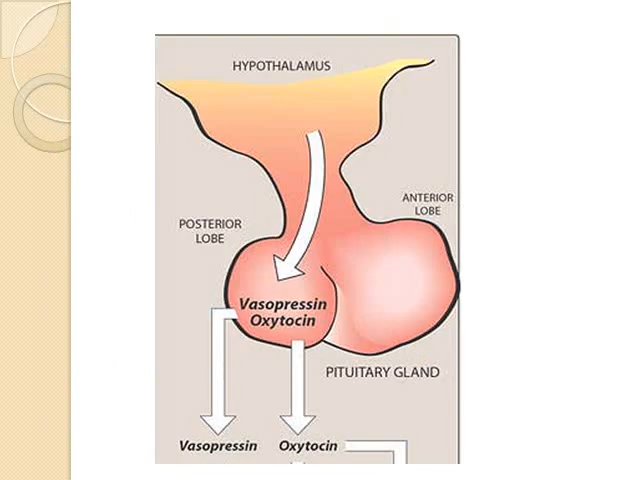 HYPOTHALAMUS
ANTERIOR
LOBE
POSTERIOR
LOBE
Vasopressin
Oxytocin
PITUITARY GLAND
Vasopressin
Oxytocin